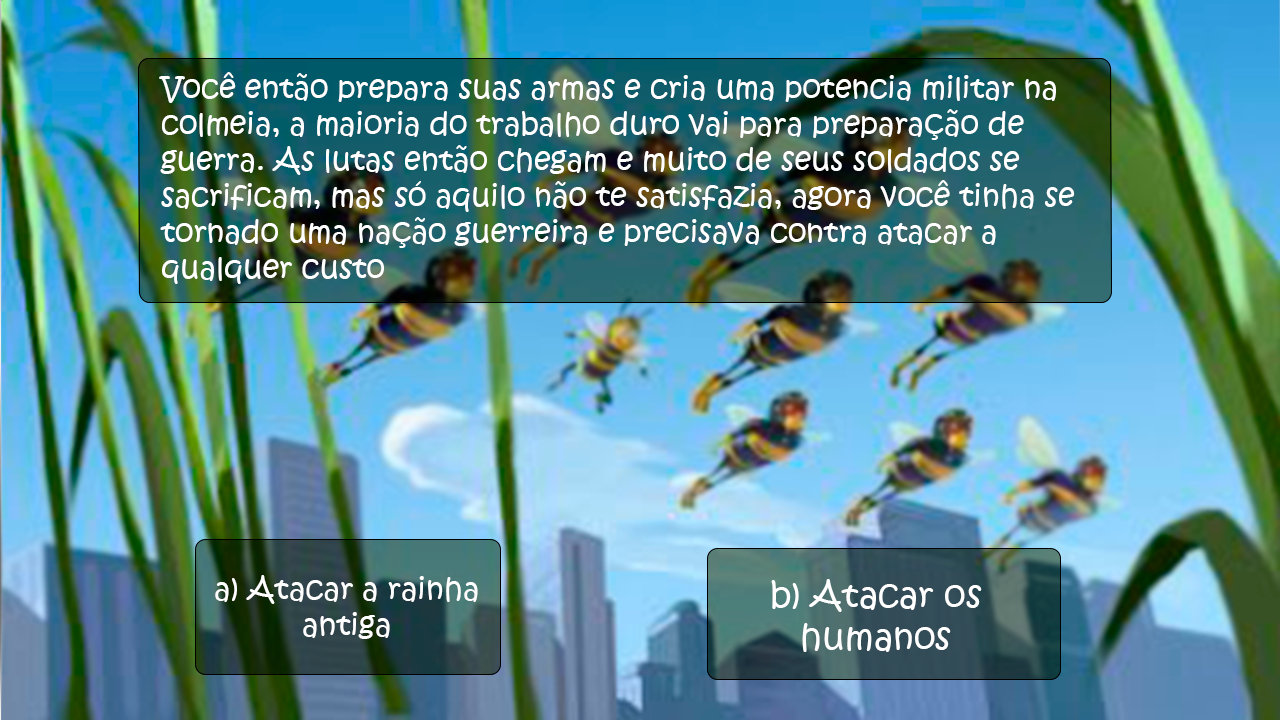 Você então prepara suas armas e cria uma potencia militar na
colmeia, a maioria do trabalho duro vai para preparação de
guerra. As lutas então chegam e muito de seus soldados se
sacrificam, mas só aquilo não te satisfazia, agora você tinha se
tornado uma nação guerreira e precisava contra atacar a
qualquer custo
a) Atacar a rainha
antiga
b) Atacar os
humanos